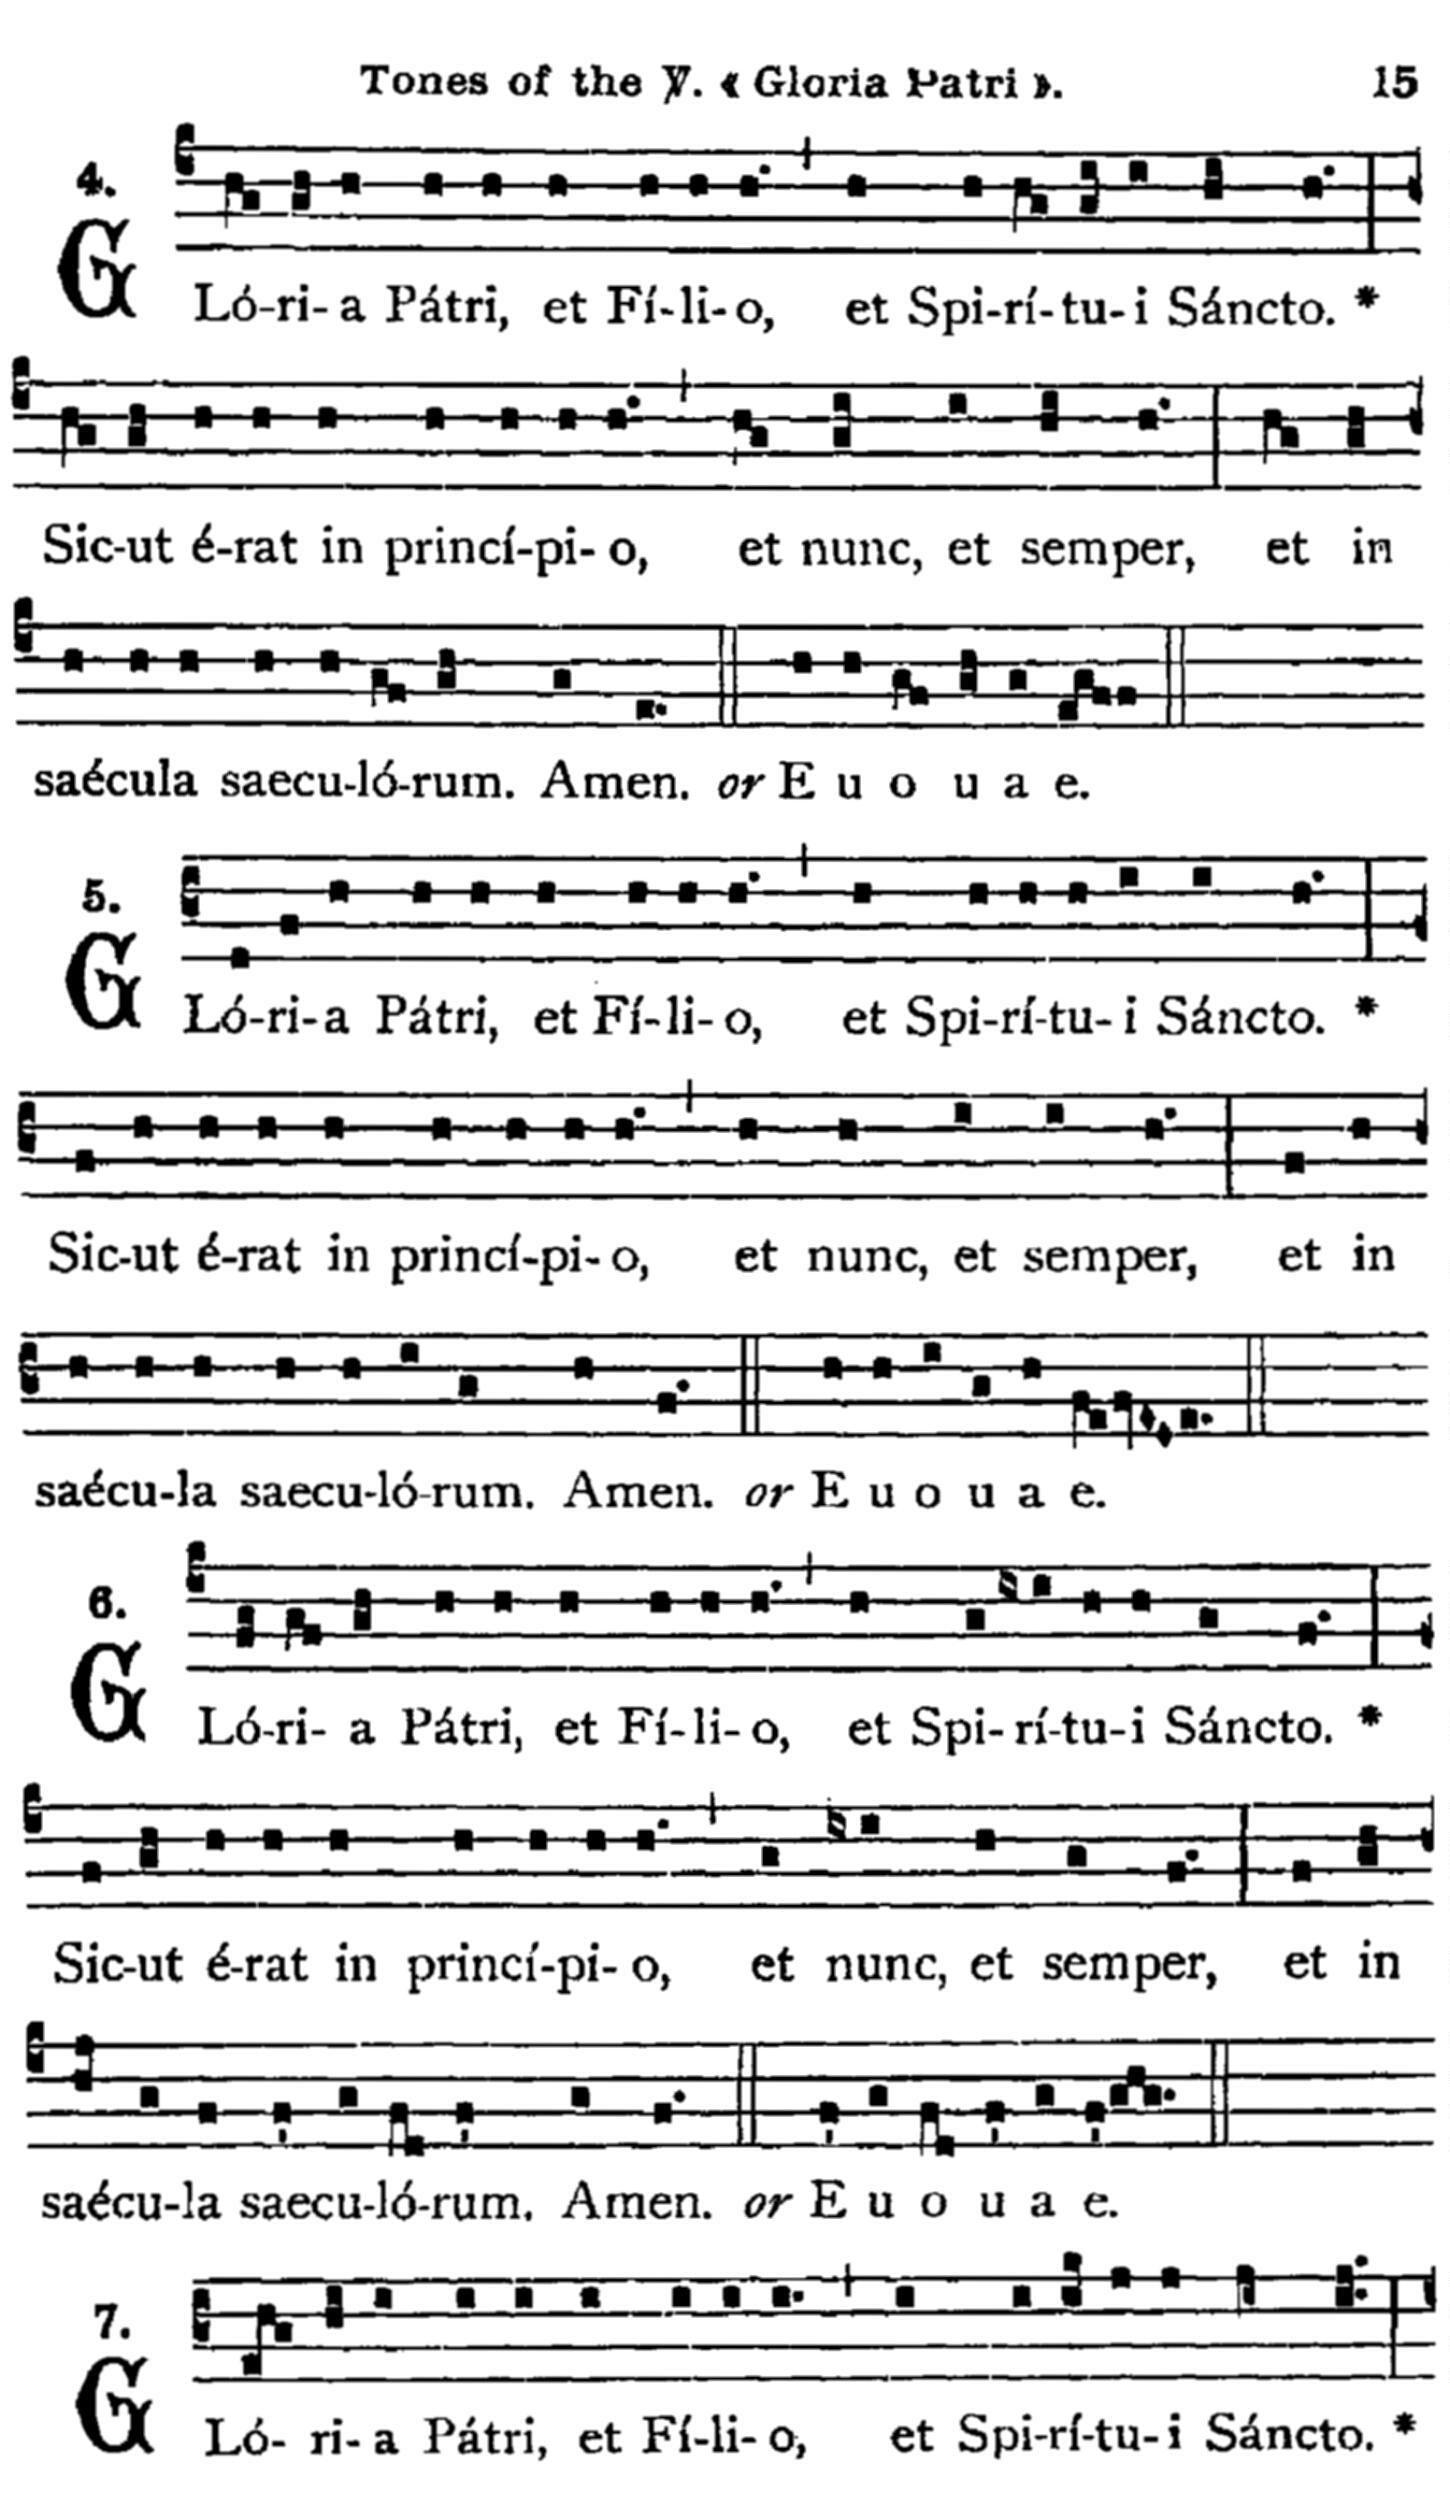 Tones of the ℣. « Gloria Patri ». 15
4.
GLó-ri-a Pátri, et Fí-li-o, et Spi-rí-tu-i Sáncto. *
Sic-ut é-rat in princí-pi-o, et nunc, et semper, et in
saécula saecu-ló-rum. Amen. or E u o u a e.
5.
GLó-ri-a Pátri, et Fí-li-o, et Spi-rí-tu-i Sáncto. *
Sic-ut é-rat in princí-pi-o, et nunc, et semper, et in
saécu-la saecu-ló-rum. Amen. or E u o u a e.
6.
GLó-ri-a Pátri, et Fí-li-o, et Spi-rí-tu-i Sáncto. *
Sic-ut é-rat in princí-pi-o, et nunc, et semper, et in
saécu-la saecu-ló-rum. Amen. or E u o u a e.
7.
GLó-ri-a Pátri, et Fí-li-o, et Spi-rí-tu-i Sáncto. *